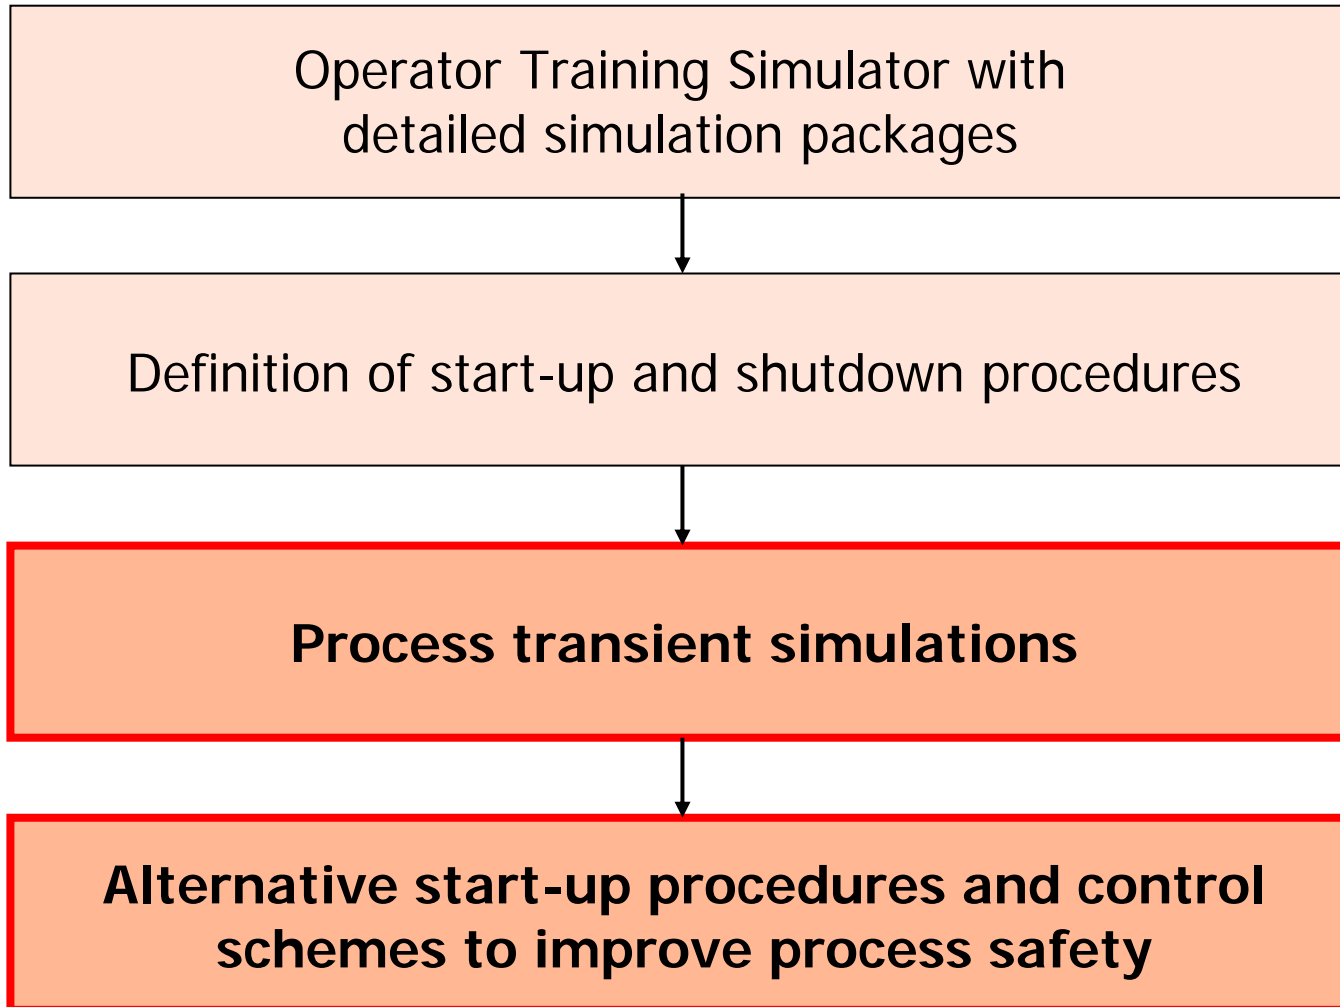 Operator Training Simulator with
detailed simulation packages
Definition of start-up and shutdown procedures
Process transient simulations
Alternative start-up procedures and control
schemes to improve process safety